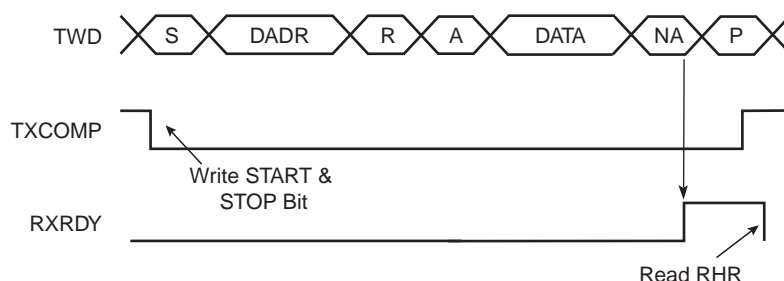 TWD S DADR R A DATA NA P
TXCOMP
Write START &
STOP Bit
RXRDY
Read RHR